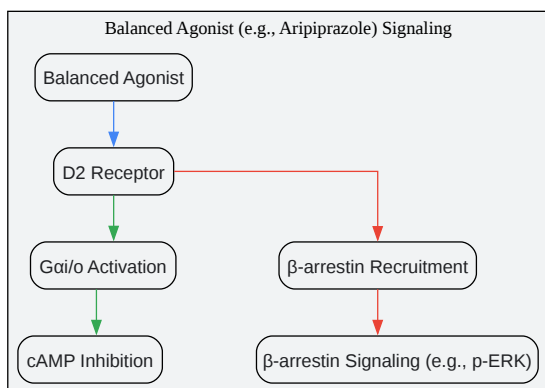 Balanced Agonist (e.g., Aripiprazole) Signaling
Balanced Agonist
D2 Receptor
Gαi/o Activation
β-arrestin Recruitment
cAMP Inhibition
β-arrestin Signaling (e.g., p-ERK)